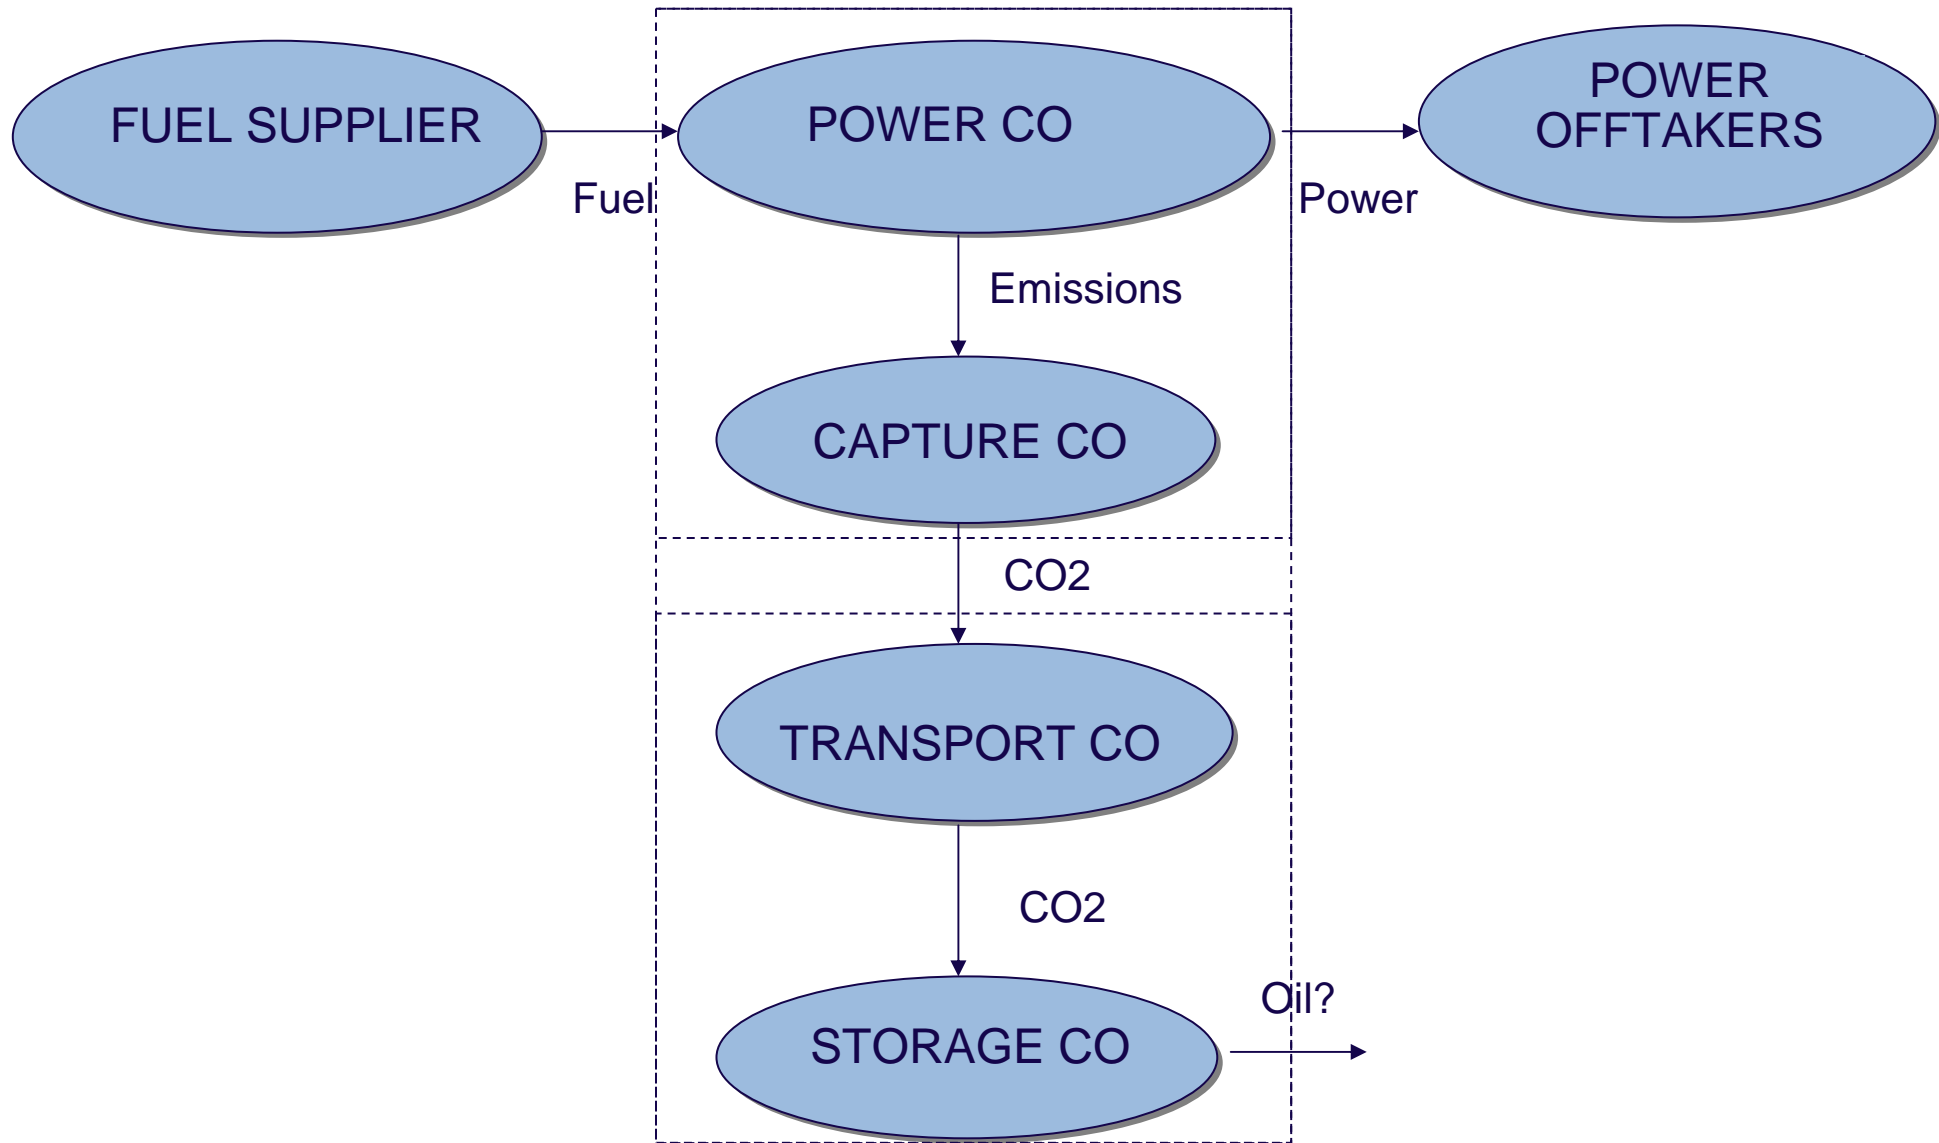 FUEL SUPPLIER
POWER CO
POWER
OFFTAKERS
Fuel
Power
Emissions
CAPTURE CO
CO2
TRANSPORT CO
CO2
Oil?
STORAGE CO